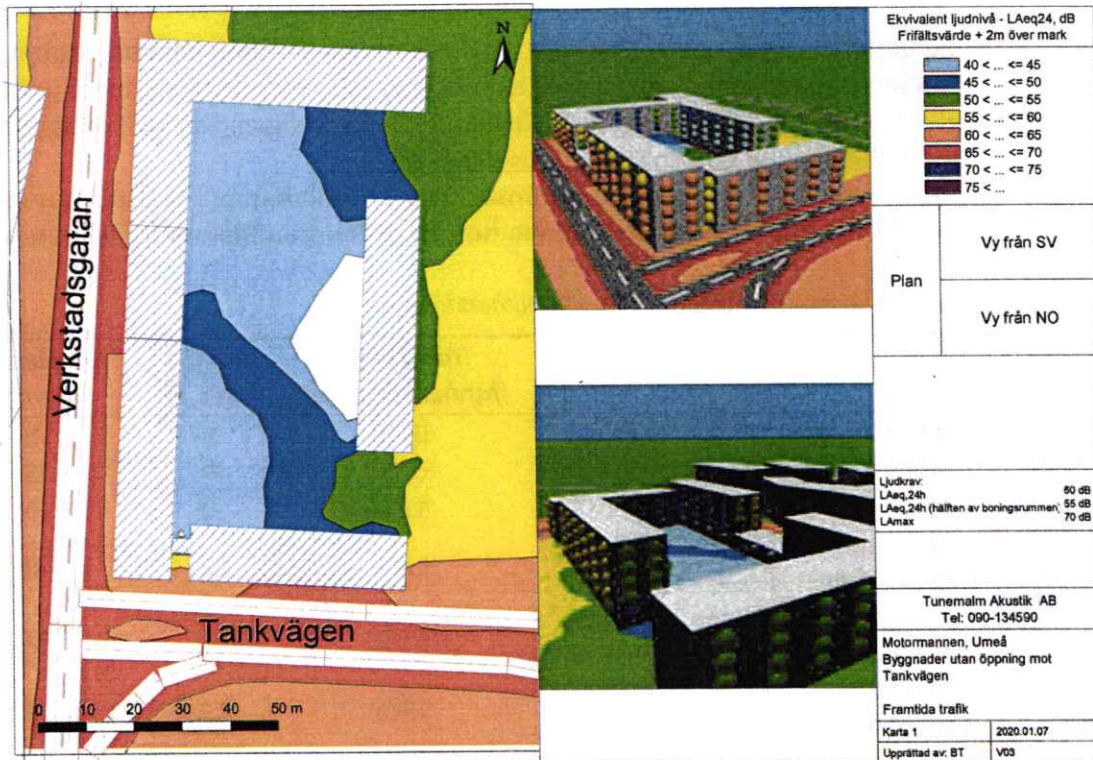 N
Verkstadsgatan
Tankvägen
0 10 20 30 40 50 m
Ekvivalent ljudnivå - LAeq24, dB
Frifältsvärde + 2m över mark
40 < ... <= 45
45 < ... <= 50
50 < ... <= 55
55 < ... <= 60
60 < ... <= 65
65 < ... <= 70
70 < ... <= 75
75 < ...
Plan
Vy från SV
Vy från NO
Ljudkrav:
LAeq,24h 60 dB
LAeq,24h (hälften av boningsrummen) 55 dB
LAmax 70 dB
Tunemalm Akustik AB
Tel: 090-134590
Motormannen, Umeå
Byggnader utan öppning mot
Tankvägen
Framtida trafik
Karta 1 2020.01.07
Upprättad av: BT V03